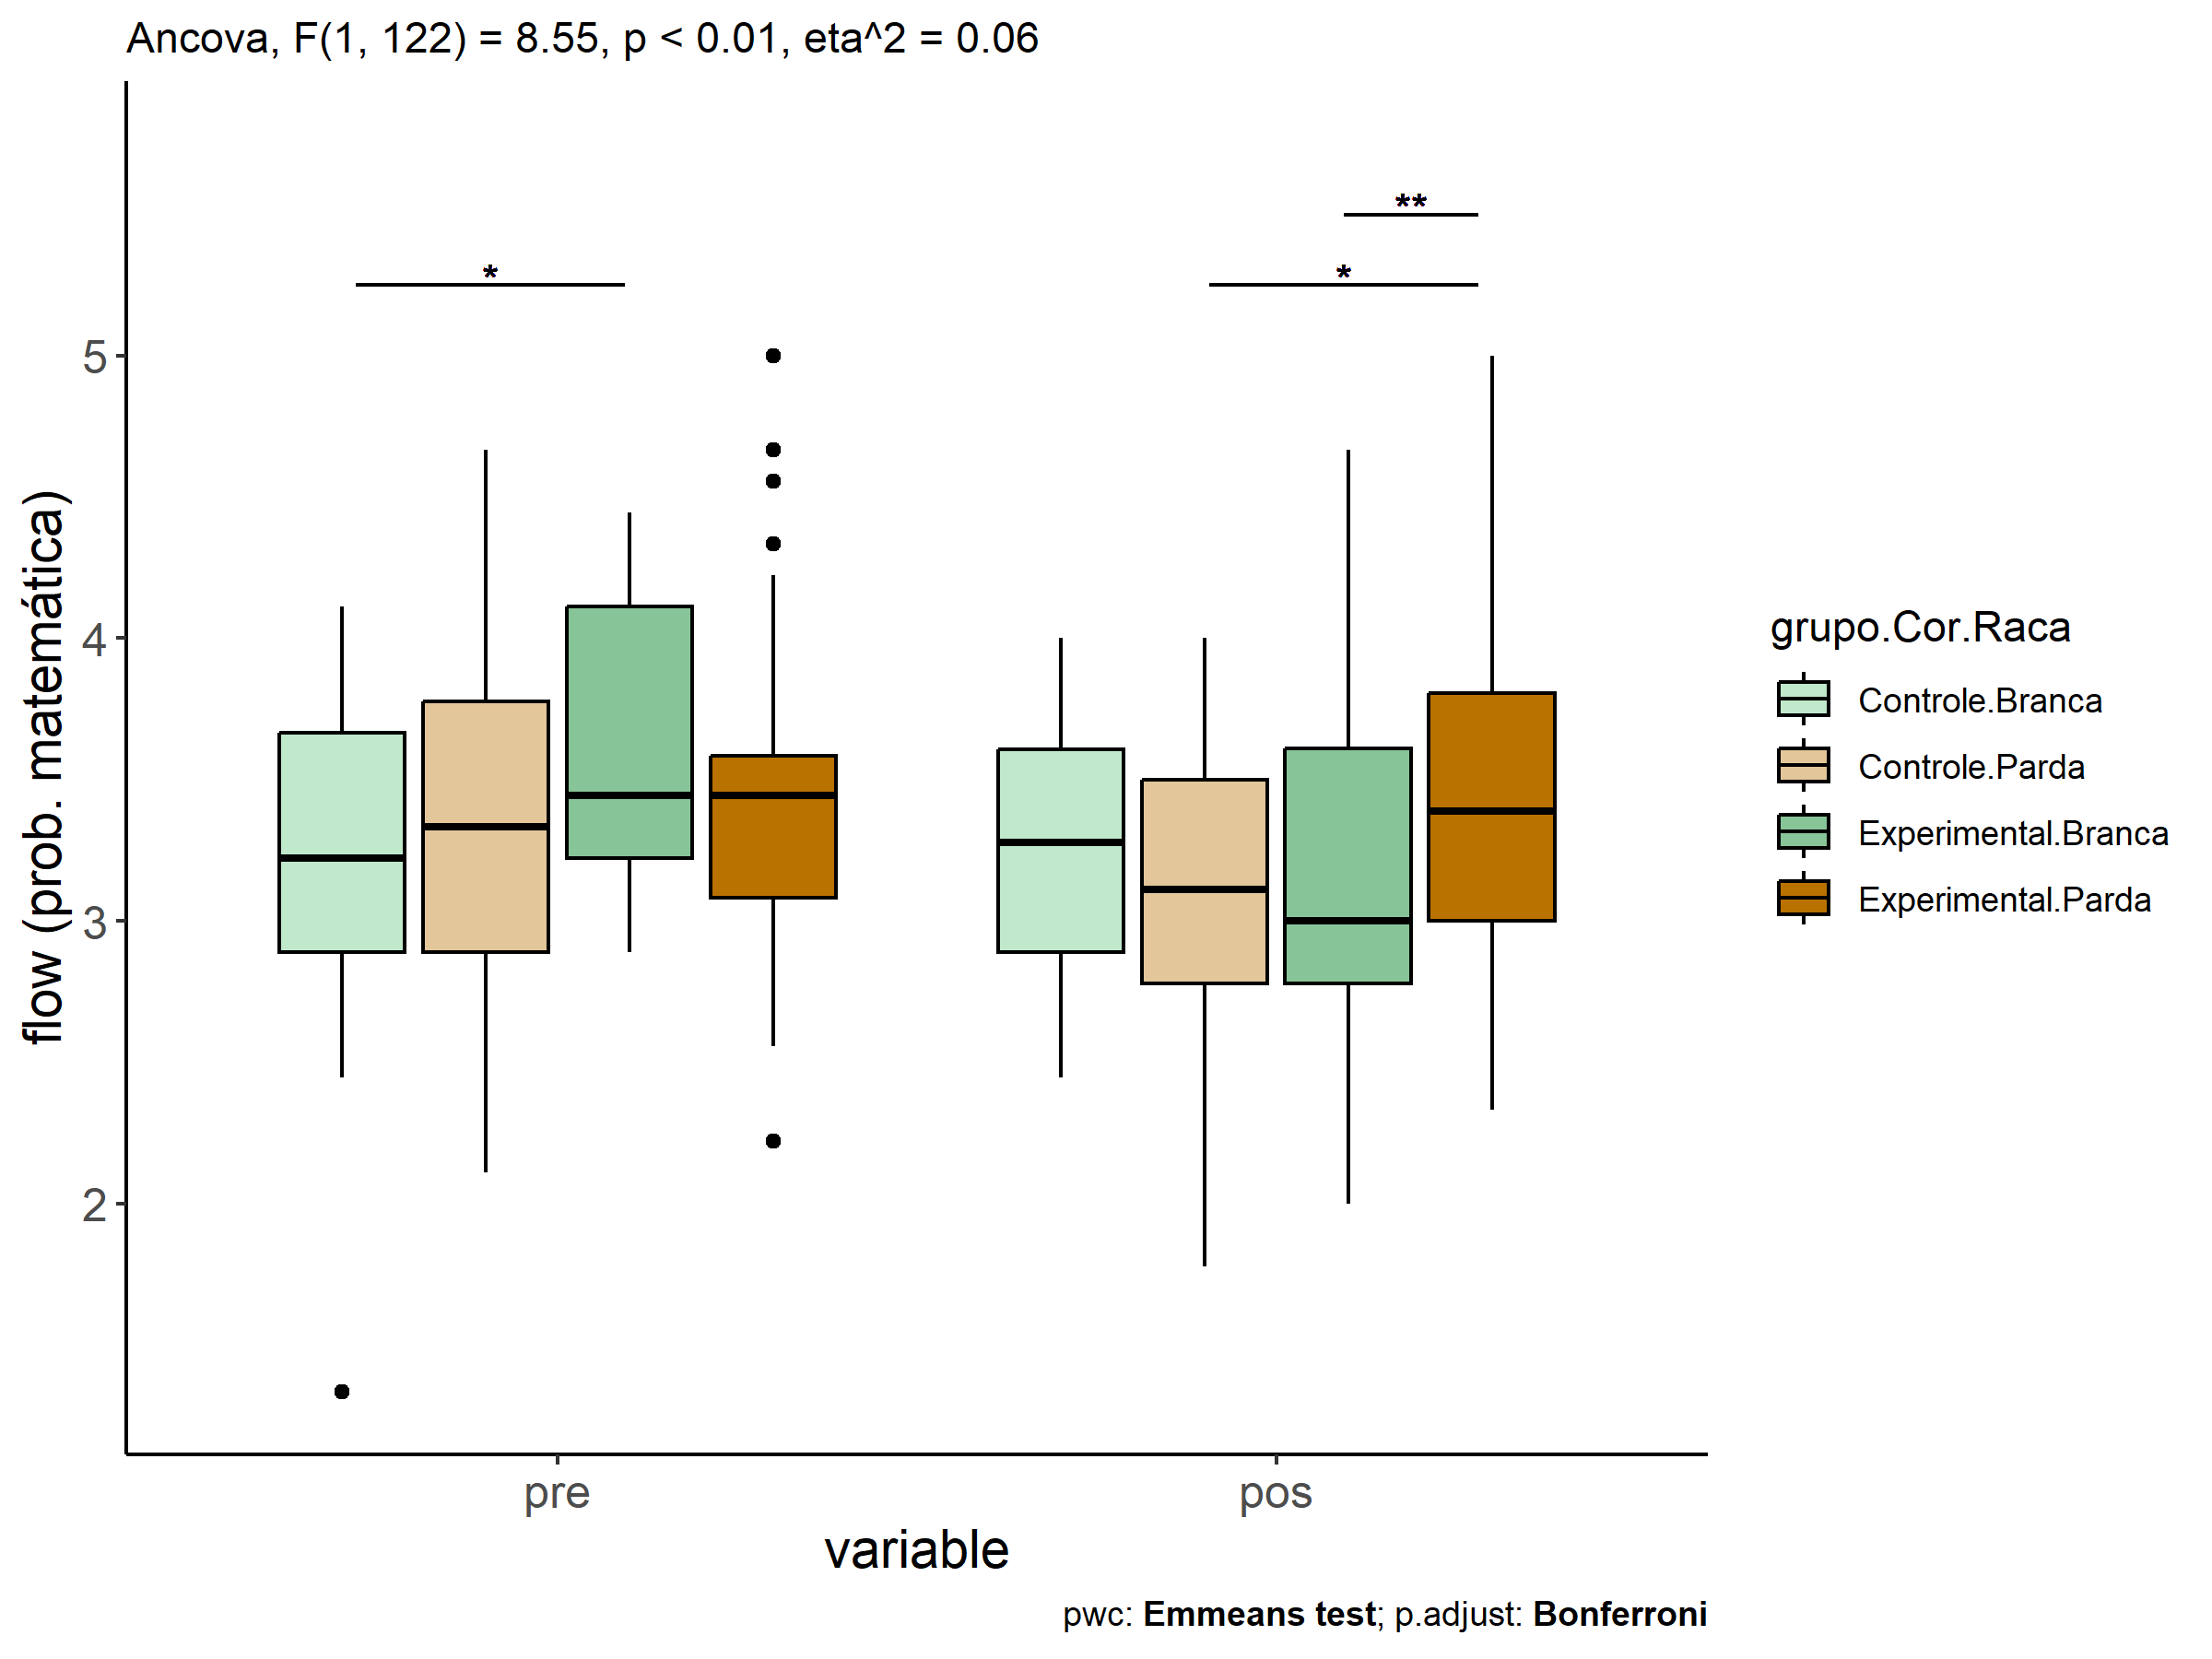 Ancova, F(1, 122) = 8.55, p < 0.01, eta^2 = 0.06
flow (prob. matemática)
5
4
3
2
*
*
**
pre
pos
variable
grupo.Cor.Raca
Controle.Branca
Controle.Parda
Experimental.Branca
Experimental.Parda
pwc: Emmeans test; p.adjust: Bonferroni